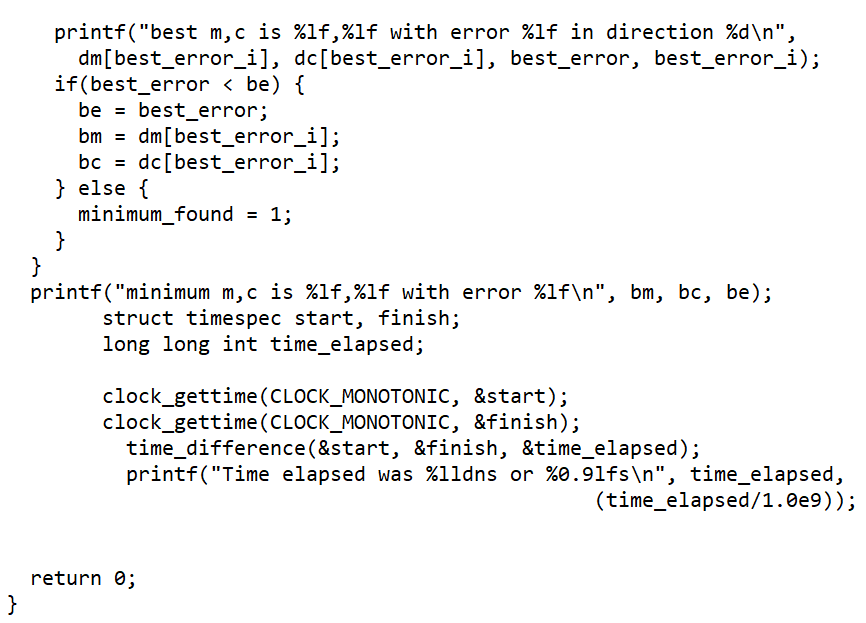 printf("best m,c is %lf,%lf with error %lf in direction %d\n",
      dm[best_error_i], dc[best_error_i], best_error, best_error_i);
    if(best_error < be) {
      be = best_error;
      bm = dm[best_error_i];
      bc = dc[best_error_i];
    } else {
      minimum_found = 1;
    }
  }
  printf("minimum m,c is %lf,%lf with error %lf\n", bm, bc, be);
        struct timespec start, finish;
        long long int time_elapsed;

        clock_gettime(CLOCK_MONOTONIC, &start);
        clock_gettime(CLOCK_MONOTONIC, &finish);
          time_difference(&start, &finish, &time_elapsed);
          printf("Time elapsed was %lldns or %0.9lfs\n", time_elapsed,
                                                 (time_elapsed/1.0e9));


  return 0;
}